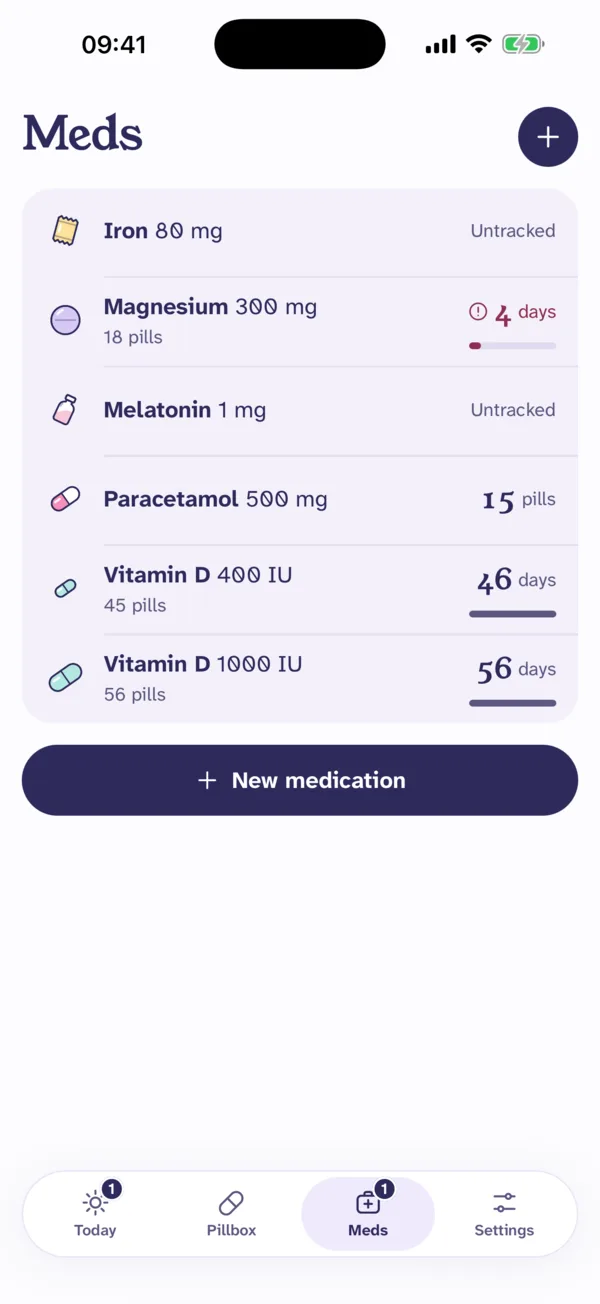 09:41
Meds
Iron 80 mg
Untracked
Magnesium 300 mg
18 pills
4 days
Melatonin 1 mg
Untracked
Paracetamol 500 mg
15 pills
Vitamin D 400 IU
45 pills
46 days
Vitamin D 1000 IU
56 pills
56 days
+ New medication
1
Today
Pillbox
1
Meds
Settings